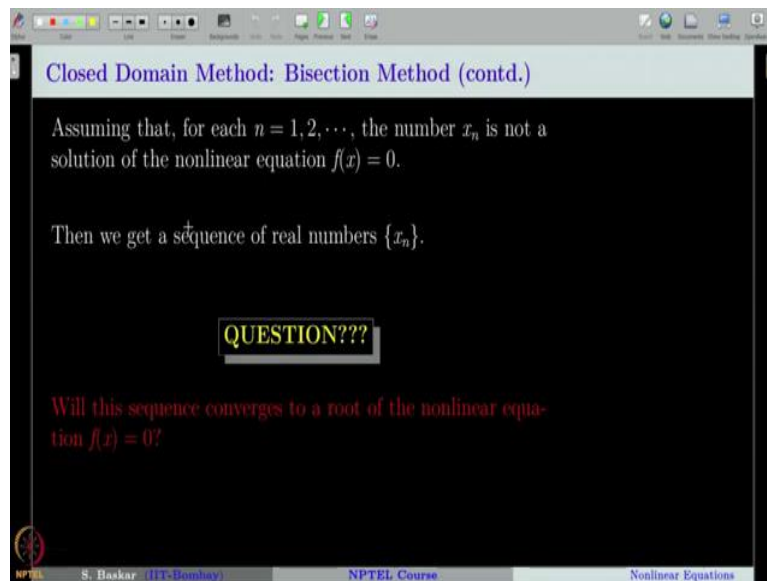 Closed Domain Method: Bisection Method (contd.)
Assuming that, for each n = 1, 2, ⋯, the number xₙ is not a
solution of the nonlinear equation f(x) = 0.
Then we get a sequence of real numbers {xₙ}.
QUESTION???
Will this sequence converges to a root of the nonlinear equa-
tion f(x) = 0?
NPTEL
S. Baskar (IIT-Bombay)
NPTEL Course
Nonlinear Equations